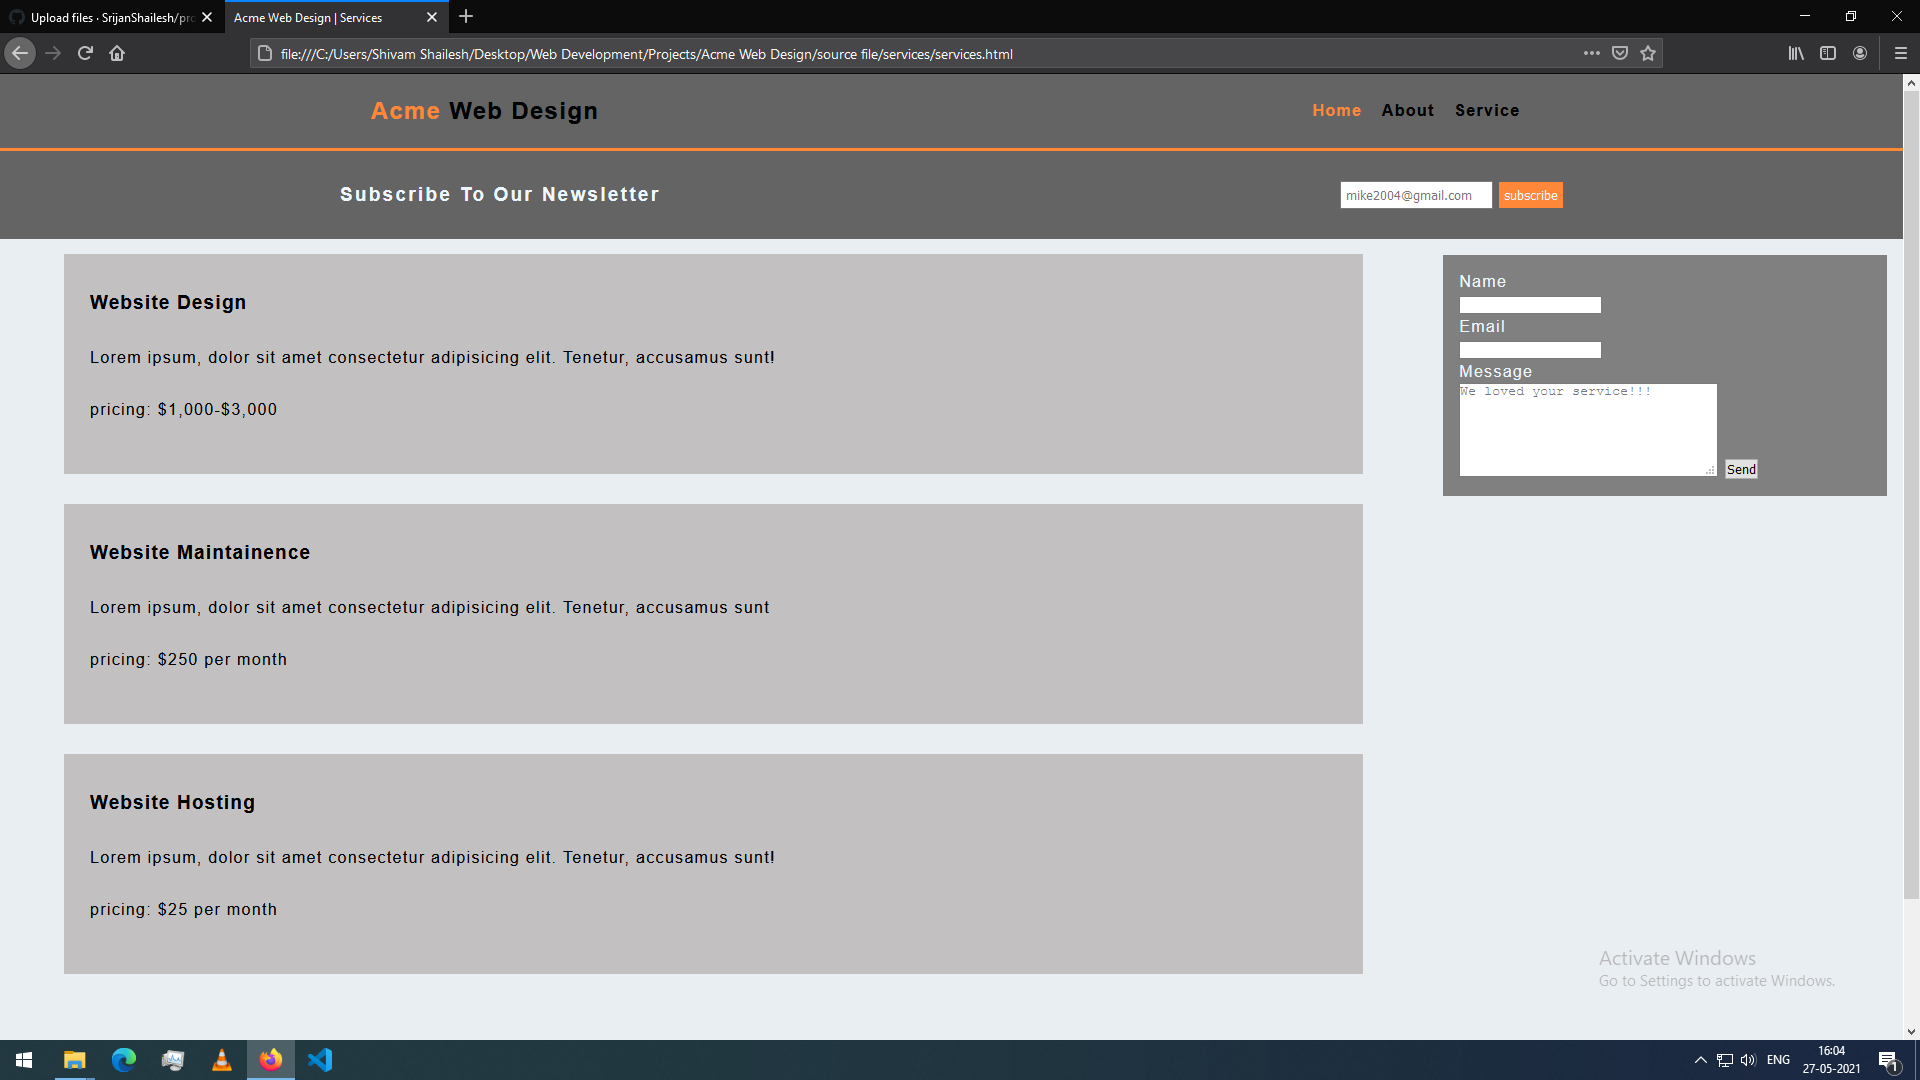 Upload files · SrijanShailesh/pro
Acme Web Design | Services
file:///C:/Users/Shivam Shailesh/Desktop/Web Development/Projects/Acme Web Design/source file/services/services.html
Acme Web Design
Home About Service
Subscribe To Our Newsletter
mike2004@gmail.com subscribe
Website Design
Lorem ipsum, dolor sit amet consectetur adipisicing elit. Tenetur, accusamus sunt!
pricing: $1,000-$3,000
Website Maintainence
Lorem ipsum, dolor sit amet consectetur adipisicing elit. Tenetur, accusamus sunt
pricing: $250 per month
Website Hosting
Lorem ipsum, dolor sit amet consectetur adipisicing elit. Tenetur, accusamus sunt!
pricing: $25 per month
Name
Email
Message
We loved your service!!!
Send
Activate Windows
Go to Settings to activate Windows.
ENG
16:04
27-05-2021
1